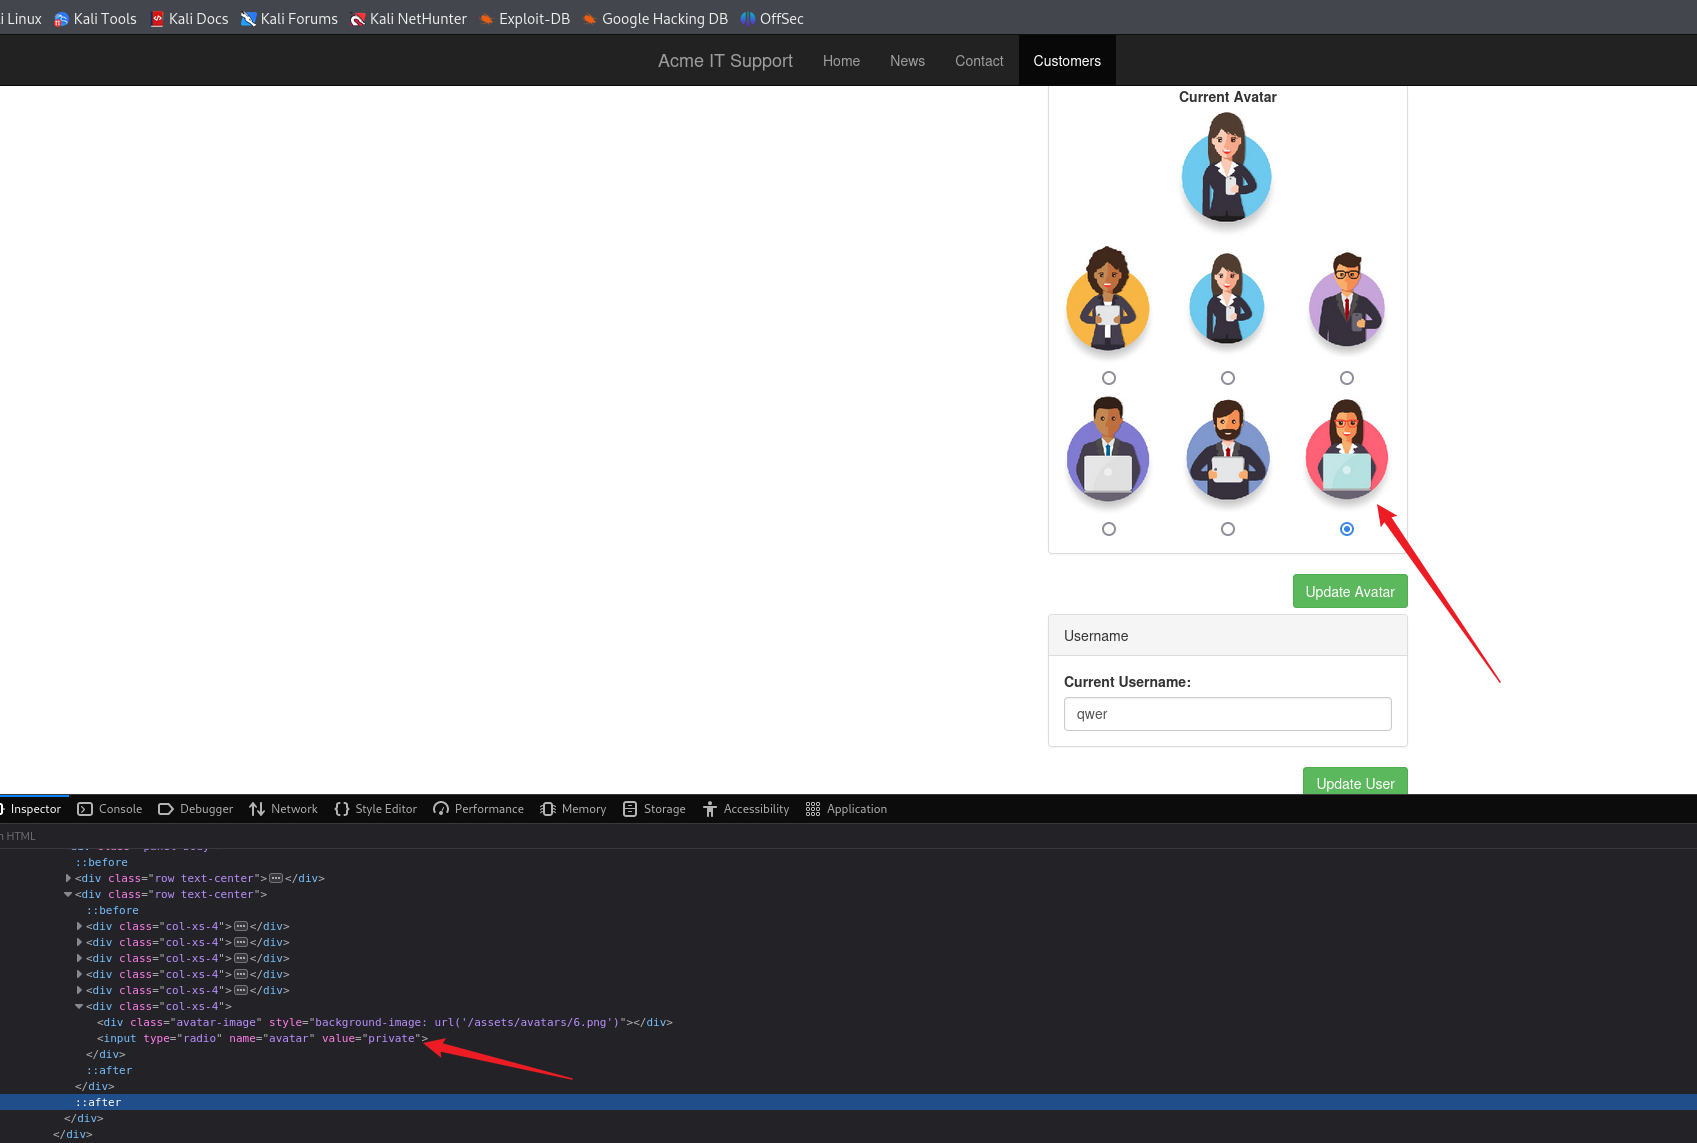 i Linux Kali Tools Kali Docs Kali Forums Kali NetHunter Exploit-DB Google Hacking DB OffSec
Acme IT Support Home News Contact Customers
Current Avatar
Update Avatar
Username
Current Username:
qwer
Update User
Inspector Console Debugger Network Style Editor Performance Memory Storage Accessibility Application
HTML
::before
<div class="row text-center">⋯</div>
<div class="row text-center">
::before
<div class="col-xs-4">⋯</div>
<div class="col-xs-4">⋯</div>
<div class="col-xs-4">⋯</div>
<div class="col-xs-4">⋯</div>
<div class="col-xs-4">⋯</div>
<div class="col-xs-4">
<div class="avatar-image" style="background-image: url('/assets/avatars/6.png')"></div>
<input type="radio" name="avatar" value="private">
</div>
::after
</div>
::after
</div>
</div>